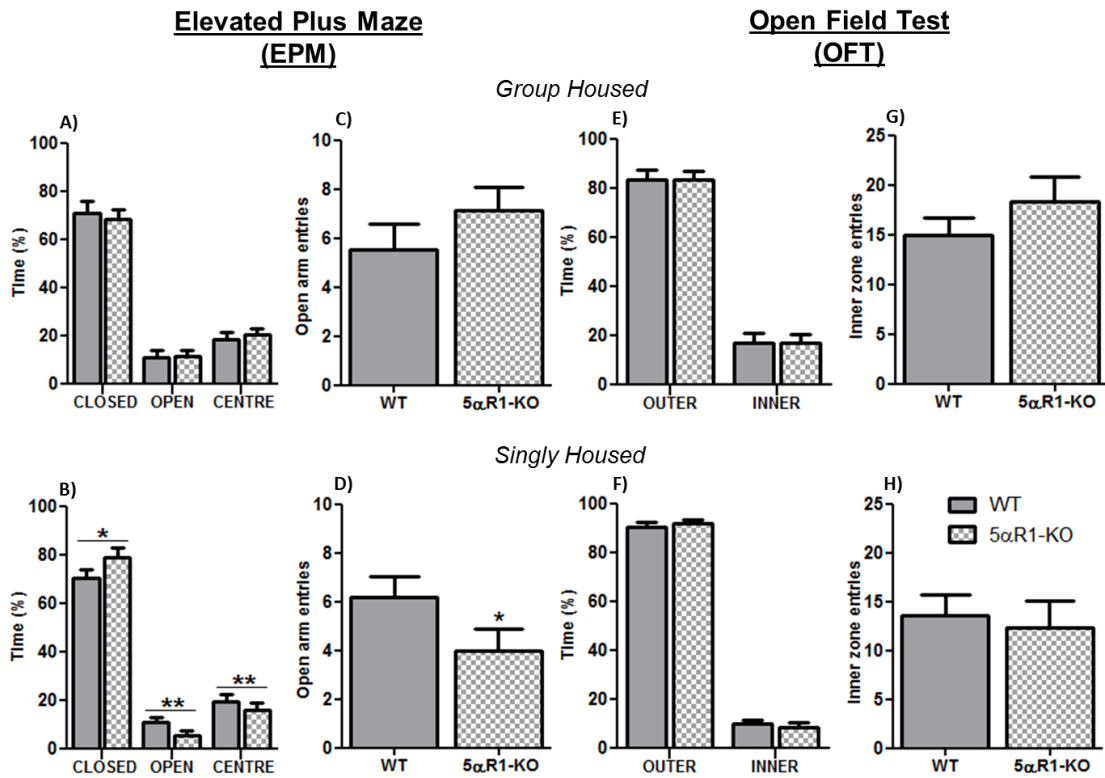 Elevated Plus Maze
(EPM)
Open Field Test
(OFT)
Group Housed
A)
100
80
60
40
20
0
Time (%)
CLOSED OPEN CENTRE
C)
10
8
6
4
2
0
Open arm entries
WT 5αR1-KO
E)
100
80
60
40
20
0
Time (%)
OUTER INNER
G)
25
20
15
10
5
0
Inner zone entries
WT 5αR1-KO
Singly Housed
B)
100
80
60
40
20
0
Time (%)
*
**
**
CLOSED OPEN CENTRE
D)
10
8
6
4
2
0
Open arm entries
*
WT 5αR1-KO
F)
100
80
60
40
20
0
Time (%)
OUTER INNER
H)
25
20
15
10
5
0
Inner zone entries
WT
5αR1-KO
WT 5αR1-KO